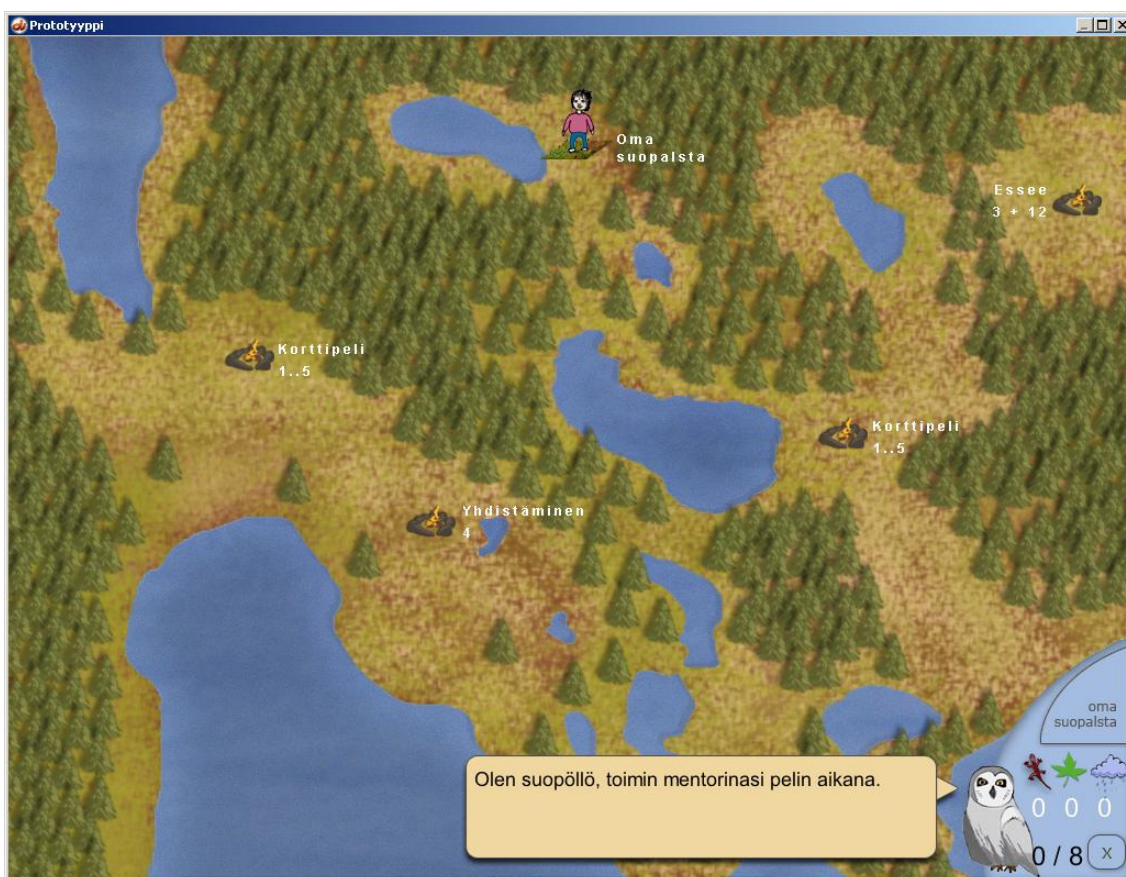 Prototyyppi
Oma
suopalsta
Essee
3 + 12
Korttipeli
1..5
Korttipeli
1..5
Yhdistäminen
4
oma
suopalsta
Olen suopöllö, toimin mentorinasi pelin aikana.
0 0 0
0 / 8 X